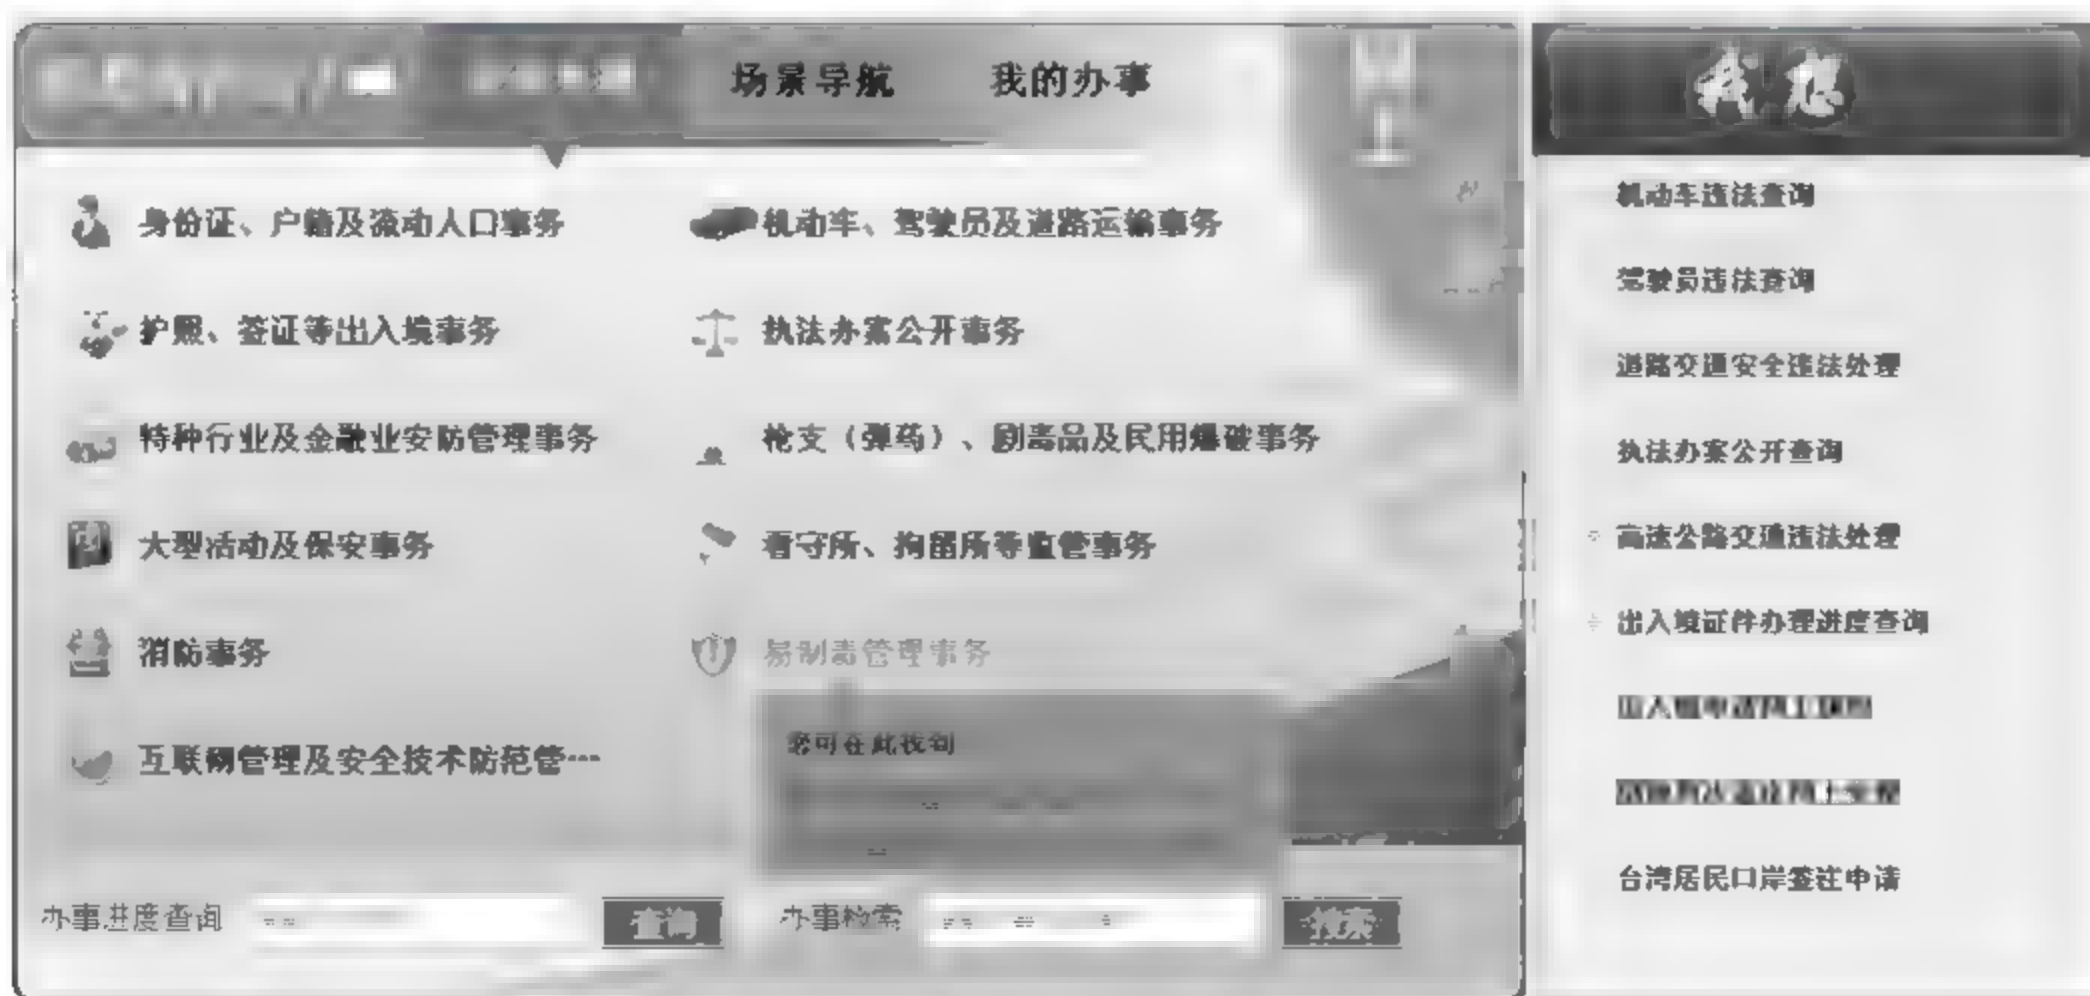 场景导航 我的办事
身份证、户籍及流动人口事务
机动车、驾驶员及道路运输事务
护照、签证等出入境事务
执法办案公开事务
特种行业及金融业安防管理事务
枪支（弹药）、剧毒品及民用爆破事务
大型活动及保安事务
看守所、拘留所等监管事务
消防事务
易制毒管理事务
互联网管理及安全技术防范管…
您可在此找到
办事进度查询
查询
办事检索
搜索
我想
机动车违法查询
驾驶员违法查询
道路交通安全违法处理
执法办案公开查询
高速公路交通违法处理
出入境证件办理进度查询
台湾居民口岸签注申请